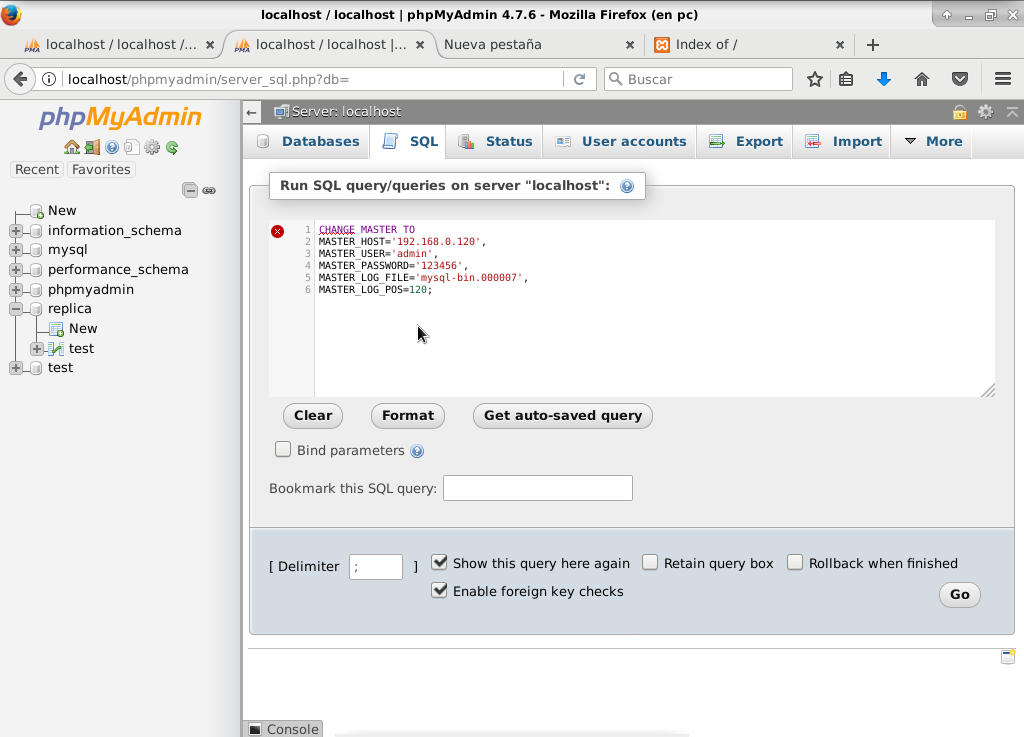 localhost / localhost | phpMyAdmin 4.7.6 - Mozilla Firefox (en pc)
localhost / localhost /...
localhost / localhost |...
Nueva pestaña
Index of /
localhost/phpmyadmin/server_sql.php?db=
Buscar
phpMyAdmin
Recent Favorites
New
information_schema
mysql
performance_schema
phpmyadmin
replica
New
test
test
Server: localhost
Databases SQL Status User accounts Export Import More
Run SQL query/queries on server "localhost":
1 CHANGE MASTER TO
2 MASTER_HOST='192.168.0.120',
3 MASTER_USER='admin',
4 MASTER_PASSWORD='123456',
5 MASTER_LOG_FILE='mysql-bin.000007',
6 MASTER_LOG_POS=120;
Clear Format Get auto-saved query
Bind parameters
Bookmark this SQL query:
[ Delimiter ; ] Show this query here again Retain query box Rollback when finished
Enable foreign key checks
Go
Console